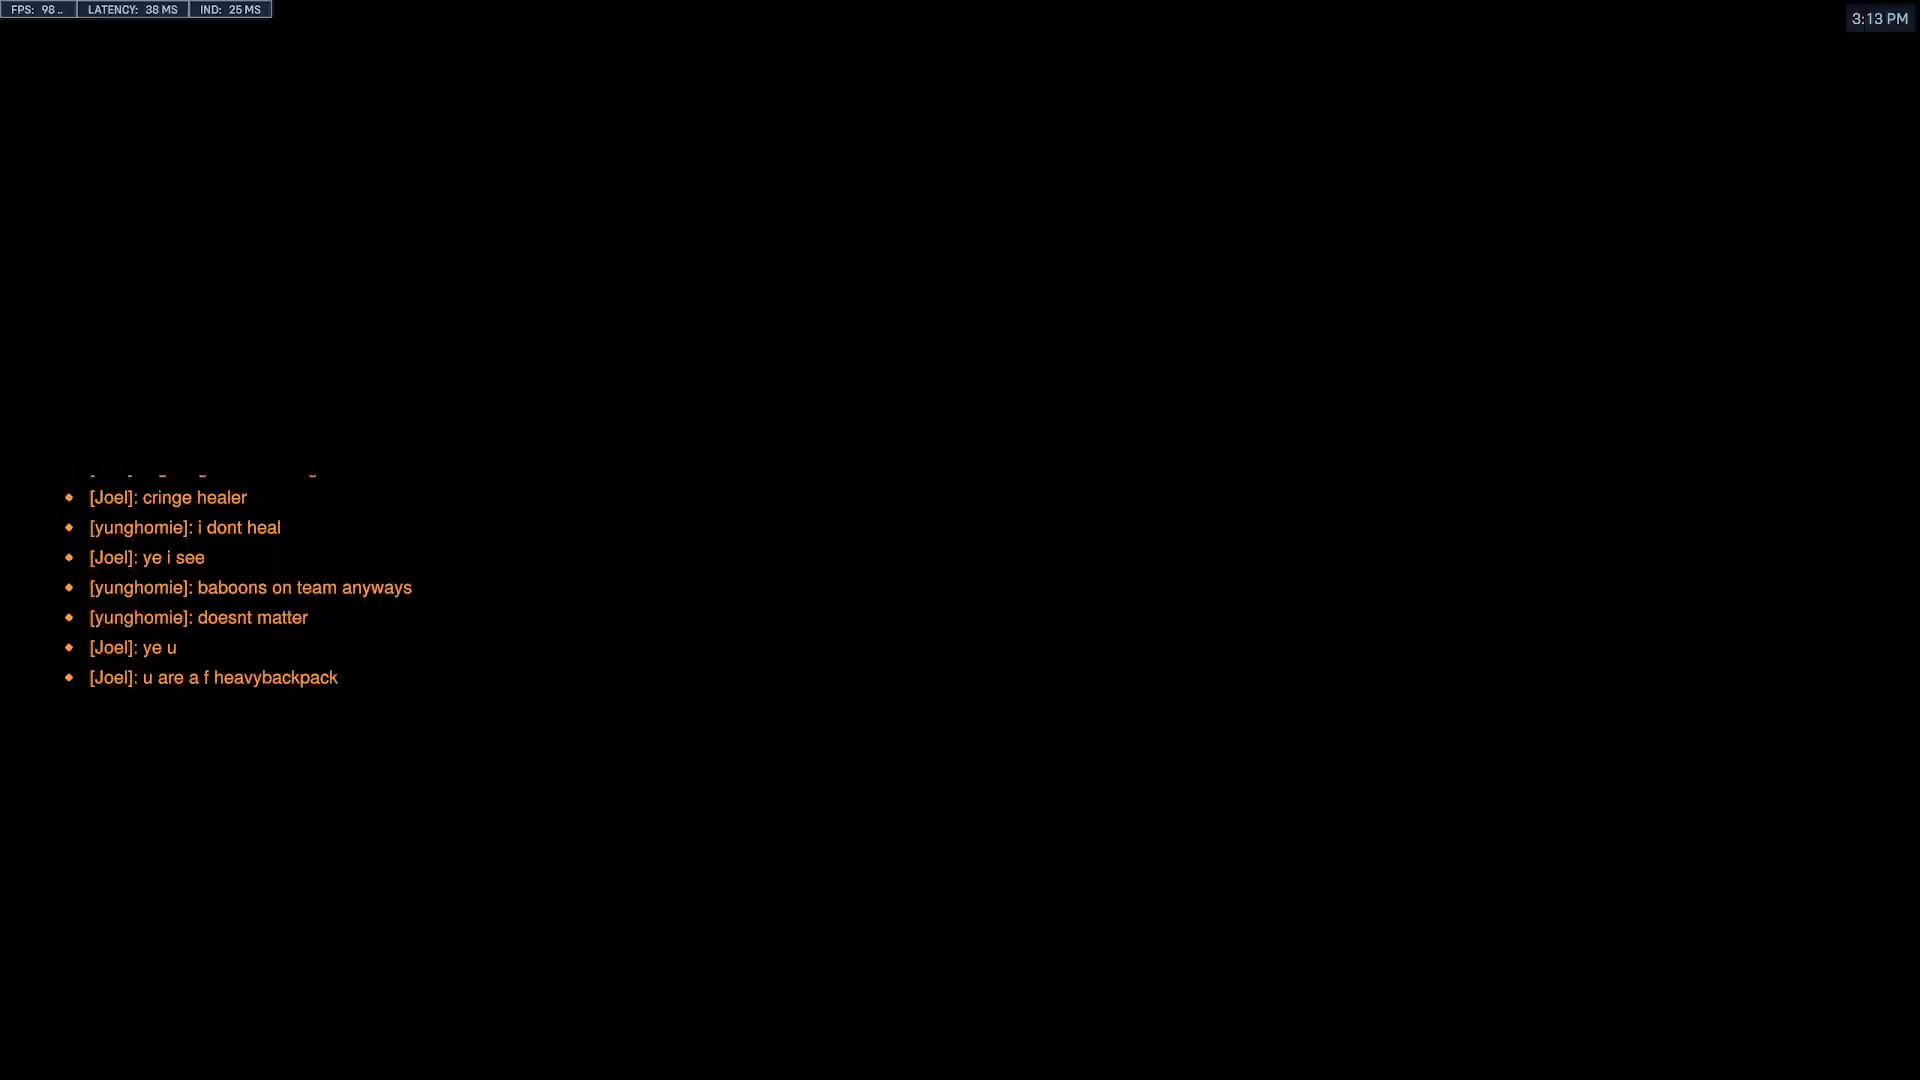 FPS: 98 .. LATENCY: 38 MS IND: 25 MS
3:13 PM
[Joel]: cringe healer
[yunghomie]: i dont heal
[Joel]: ye i see
[yunghomie]: baboons on team anyways
[yunghomie]: doesnt matter
[Joel]: ye u
[Joel]: u are a f heavybackpack